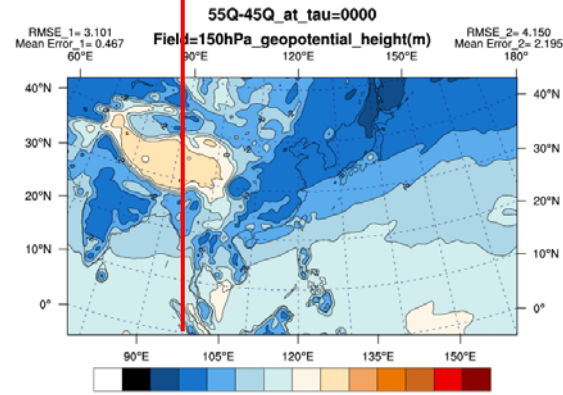 55Q-45Q_at_tau=0000
RMSE_1= 3.101
Mean Error_1= 0.467
Field=150hPa_geopotential_height(m)
RMSE_2= 4.150
Mean Error_2= 2.195
60°E 90°E 120°E 150°E 180°
40°N 40°N
30°N 30°N
20°N 20°N
10°N 10°N
0° 0°
90°E 105°E 120°E 135°E 150°E